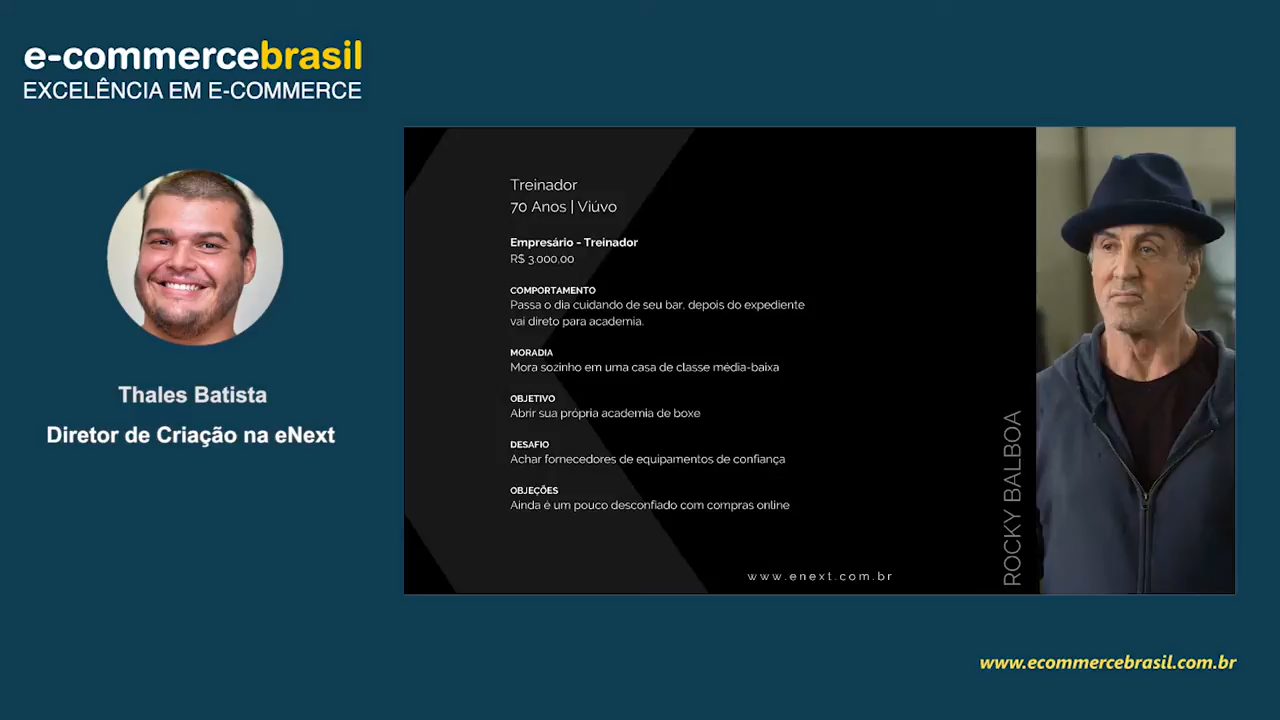 e-commercebrasil
EXCELÊNCIA EM E-COMMERCE
Thales Batista
Diretor de Criação na eNext
Treinador
70 Anos | Viúvo
Empresário - Treinador
R$ 3.000,00
COMPORTAMENTO
Passa o dia cuidando de seu bar, depois do expediente
vai direto para academia.
MORADIA
Mora sozinho em uma casa de classe média-baixa
OBJETIVO
Abrir sua própria academia de boxe
DESAFIO
Achar fornecedores de equipamentos de confiança
OBJEÇÕES
Ainda é um pouco desconfiado com compras online
www.enext.com.br
ROCKY BALBOA
www.ecommercebrasil.com.br